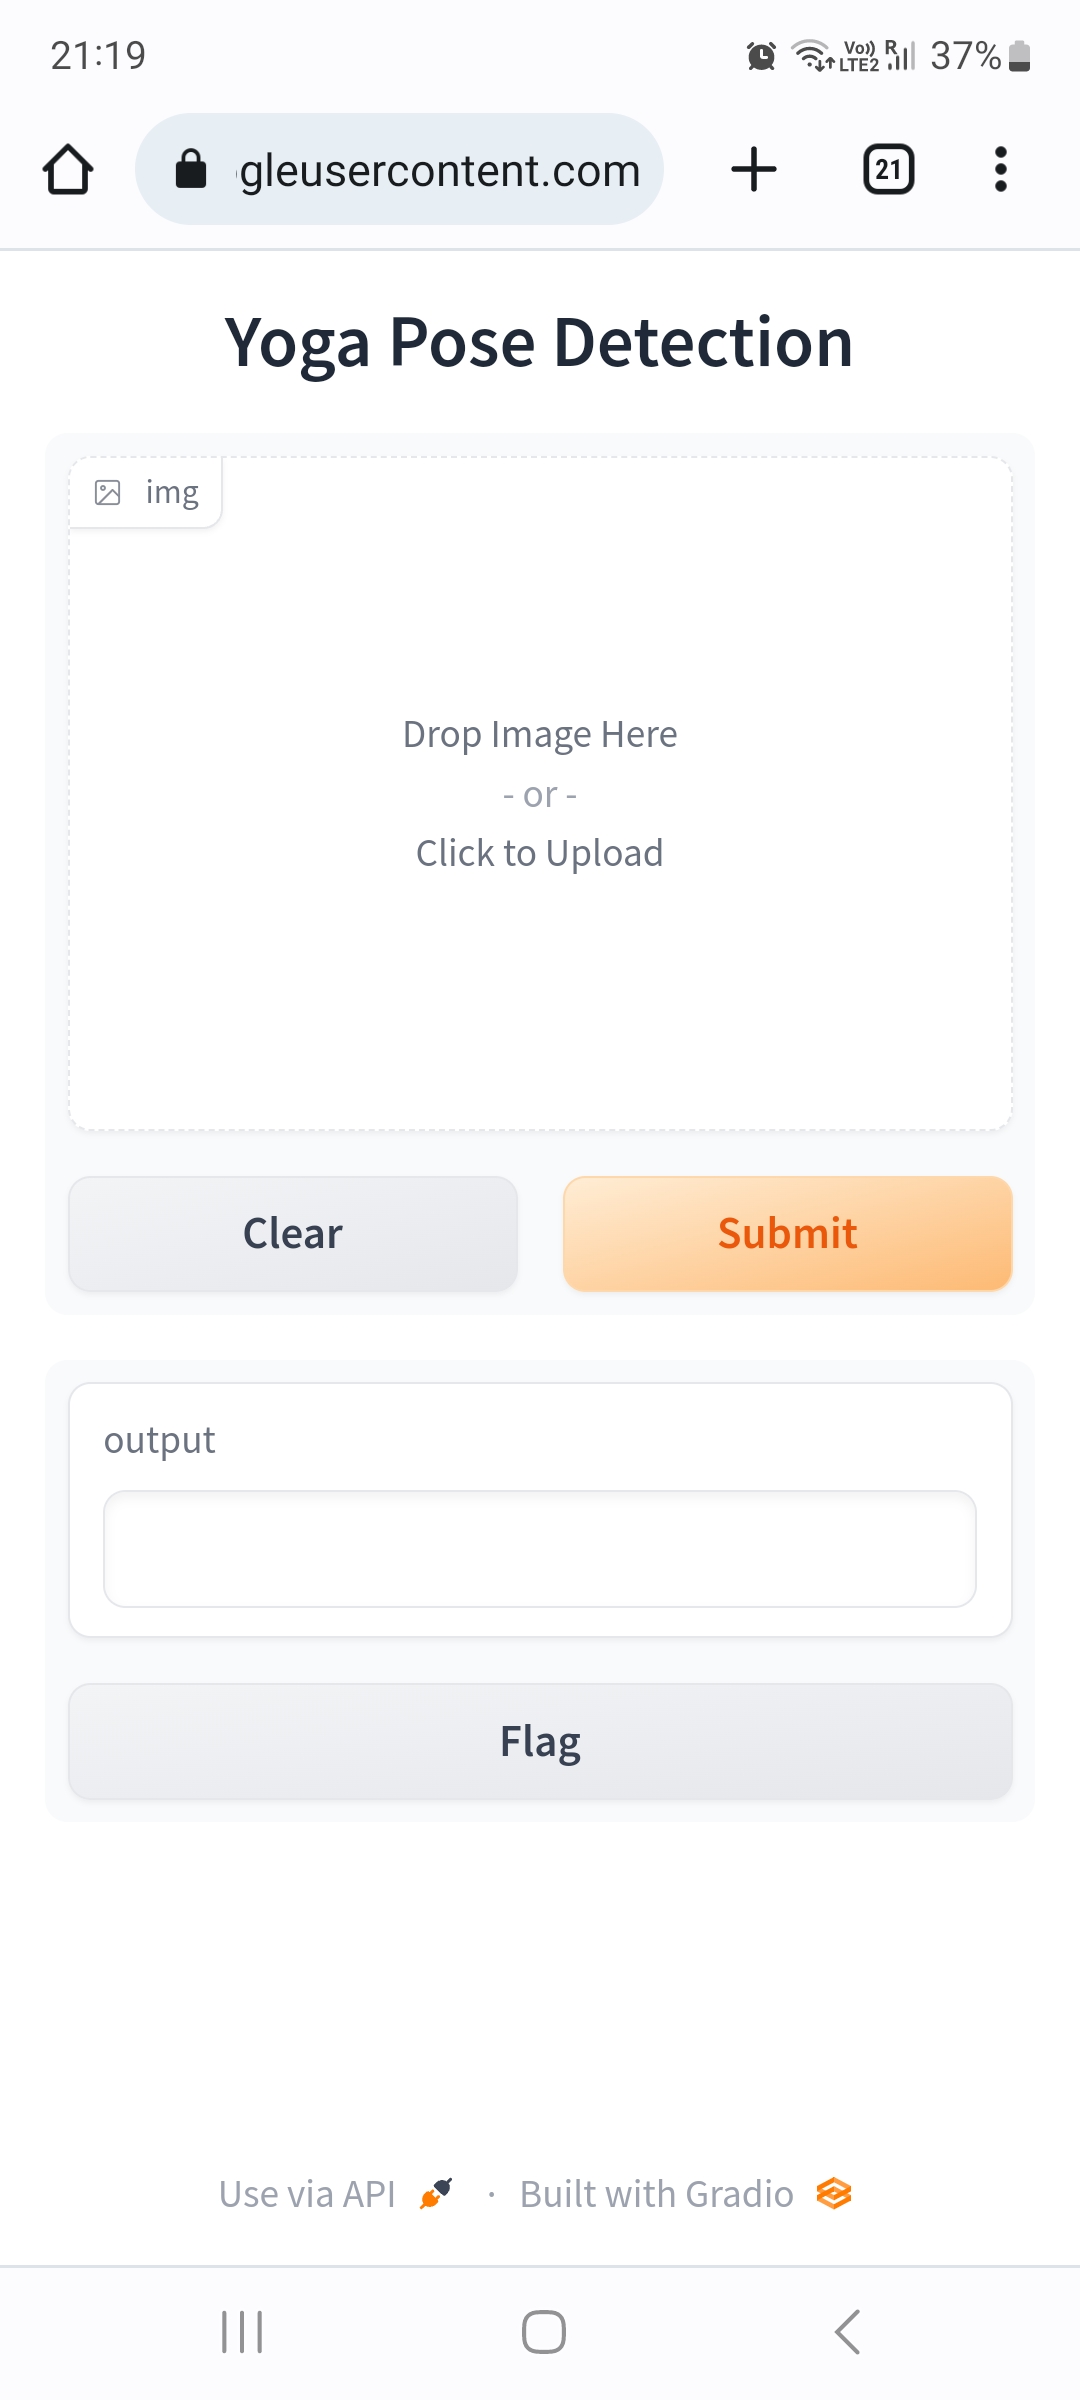 21:19 Vo)) LTE2 R 37%
gleusercontent.com 21
Yoga Pose Detection
img
Drop Image Here
- or -
Click to Upload
Clear Submit
output
Flag
Use via API · Built with Gradio